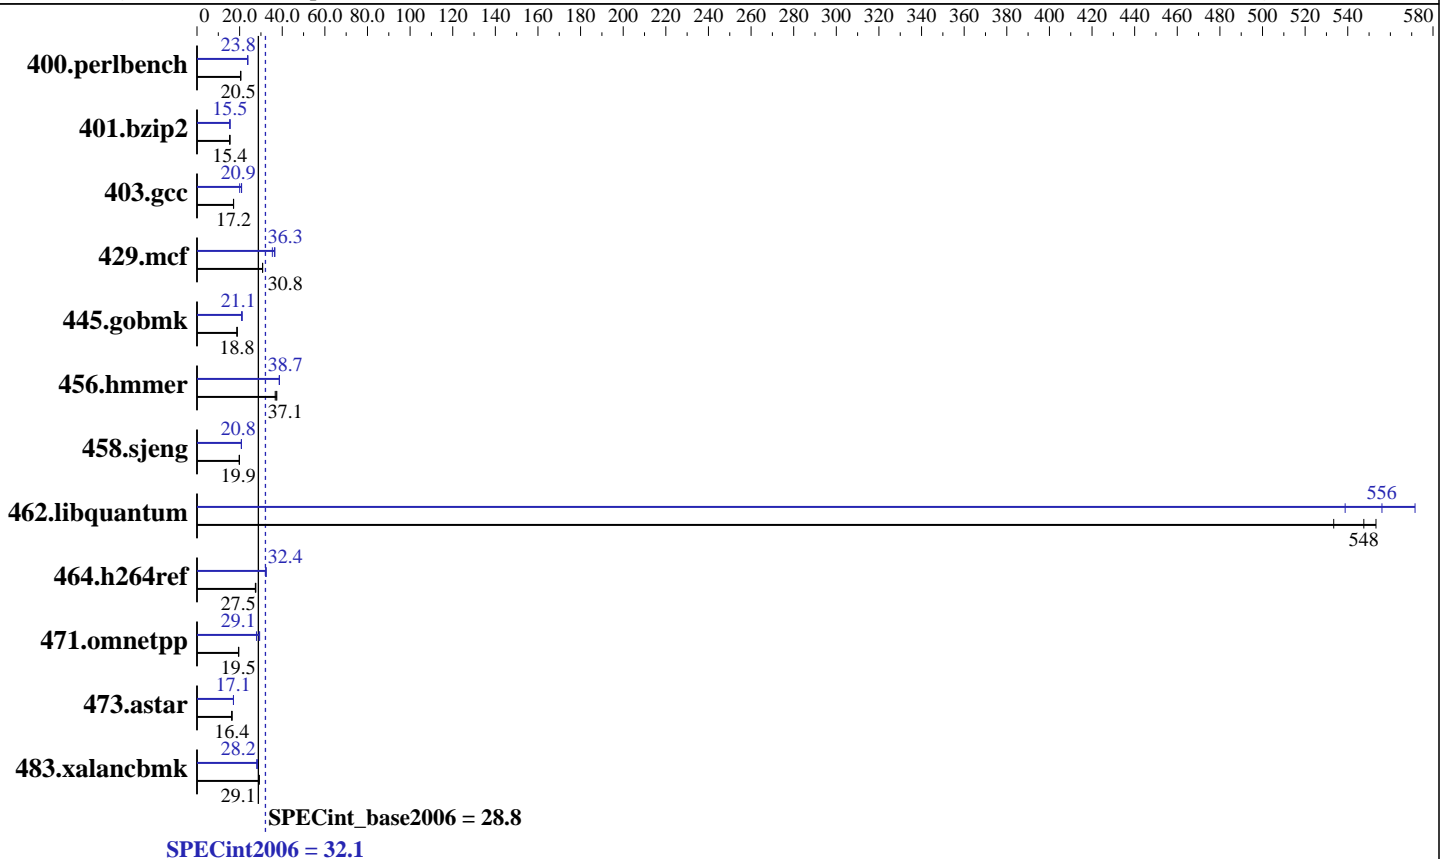 0 20.0 40.0 60.0 80.0 100 120 140 160 180 200 220 240 260 280 300 320 340 360 380 400 420 440 460 480 500 520 540 580
400.perlbench
23.8
20.5
401.bzip2
15.5
15.4
403.gcc
20.9
17.2
429.mcf
36.3
30.8
445.gobmk
21.1
18.8
456.hmmer
38.7
37.1
458.sjeng
20.8
19.9
462.libquantum
556
548
464.h264ref
32.4
27.5
471.omnetpp
29.1
19.5
473.astar
17.1
16.4
483.xalancbmk
28.2
29.1
SPECint_base2006 = 28.8
SPECint2006 = 32.1